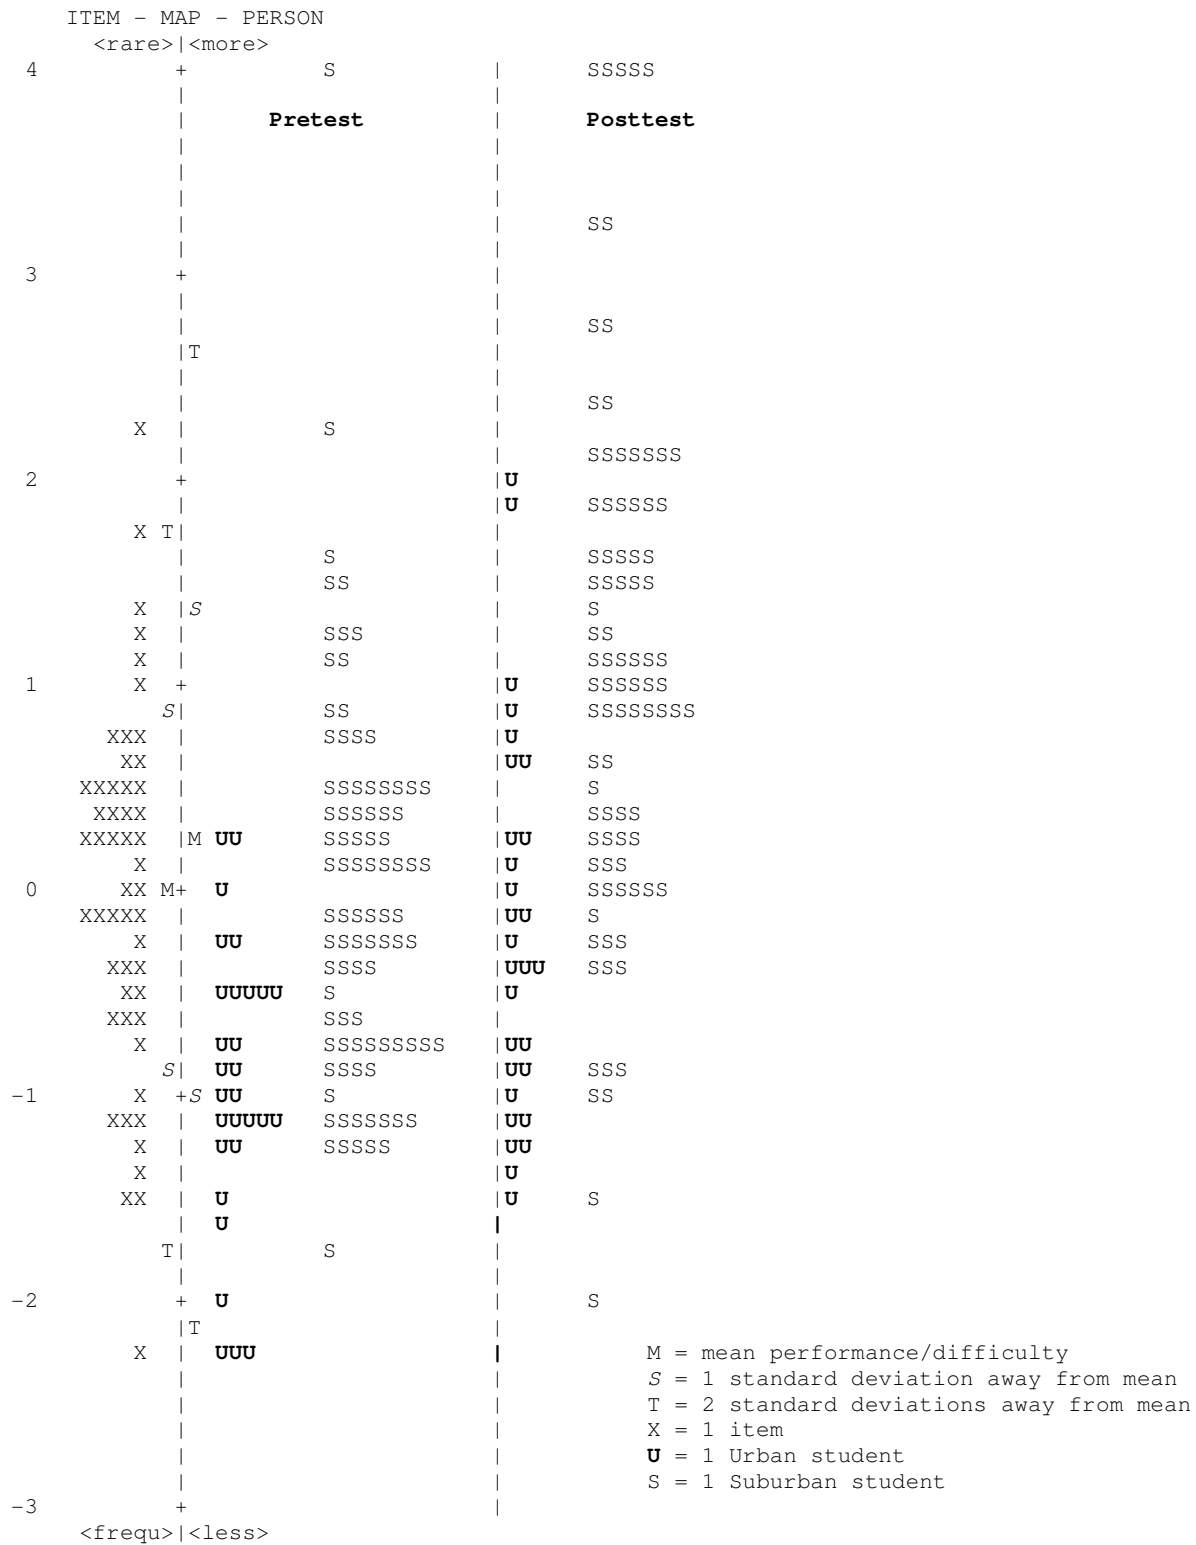 ITEM - MAP - PERSON
<rare>|<more>
4 + S | SSSSS
| |
| Pretest | Posttest
| |
| |
| |
| | SS
| |
3 + |
| |
| | SS
|T |
| |
| | SS
X | S |
| | SSSSSSS
2 + |U
| |U SSSSSS
X T| |
| S | SSSSS
| SS | SSSSS
X |S | S
X | SSS | SS
X | SS | SSSSSS
1 X + |U SSSSSS
S| SS |U SSSSSSSS
XXX | SSSS |U
XX | |UU SS
XXXXX | SSSSSSSS | S
XXXX | SSSSSS | SSSS
XXXXX |M UU SSSSS |UU SSSS
X | SSSSSSSS |U SSS
0 XX M+ U |U SSSSSS
XXXXX | SSSSSS |UU S
X | UU SSSSSSS |U SSS
XXX | SSSS |UUU SSS
XX | UUUUU S |U
XXX | SSS |
X | UU SSSSSSSSS |UU
S| UU SSSS |UU SSS
-1 X +S UU S |U SS
XXX | UUUUU SSSSSSS |UU
X | UU SSSSS |UU
X | |U
XX | U |U S
| U |
T| S |
| |
-2 + U | S
|T |
X | UUU | M = mean performance/difficulty
| | S = 1 standard deviation away from mean
| | T = 2 standard deviations away from mean
| | X = 1 item
| | U = 1 Urban student
| | S = 1 Suburban student
-3 + |
<frequ>|<less>